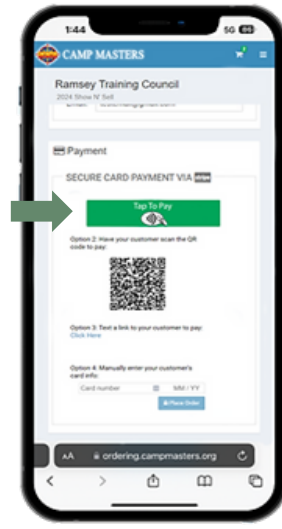 1:44
5G 66
CAMP MASTERS
Ramsey Training Council
2024 Show N' Sell
Payment
SECURE CARD PAYMENT VIA stripe
Tap To Pay
Option 2: Have your customer scan the QR
code to pay:
Option 3: Text a link to your customer to pay:
Click Here
Option 4: Manually enter your customer's
card info:
Card number MM / YY
Place Order
AA ordering.campmasters.org